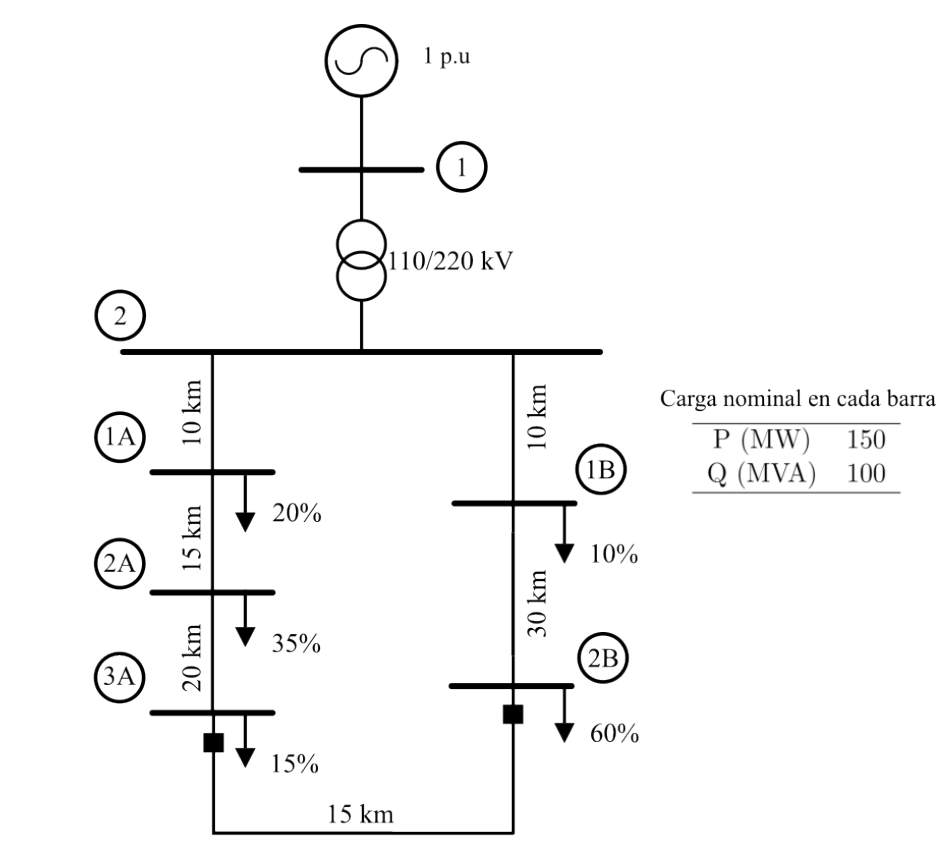 1 p.u
1
110/220 kV
2
10 km
10 km
Carga nominal en cada barra
P (MW) 150
Q (MVA) 100
1A
20%
1B
10%
15 km
2A
35%
30 km
20 km
2B
60%
3A
15%
15 km